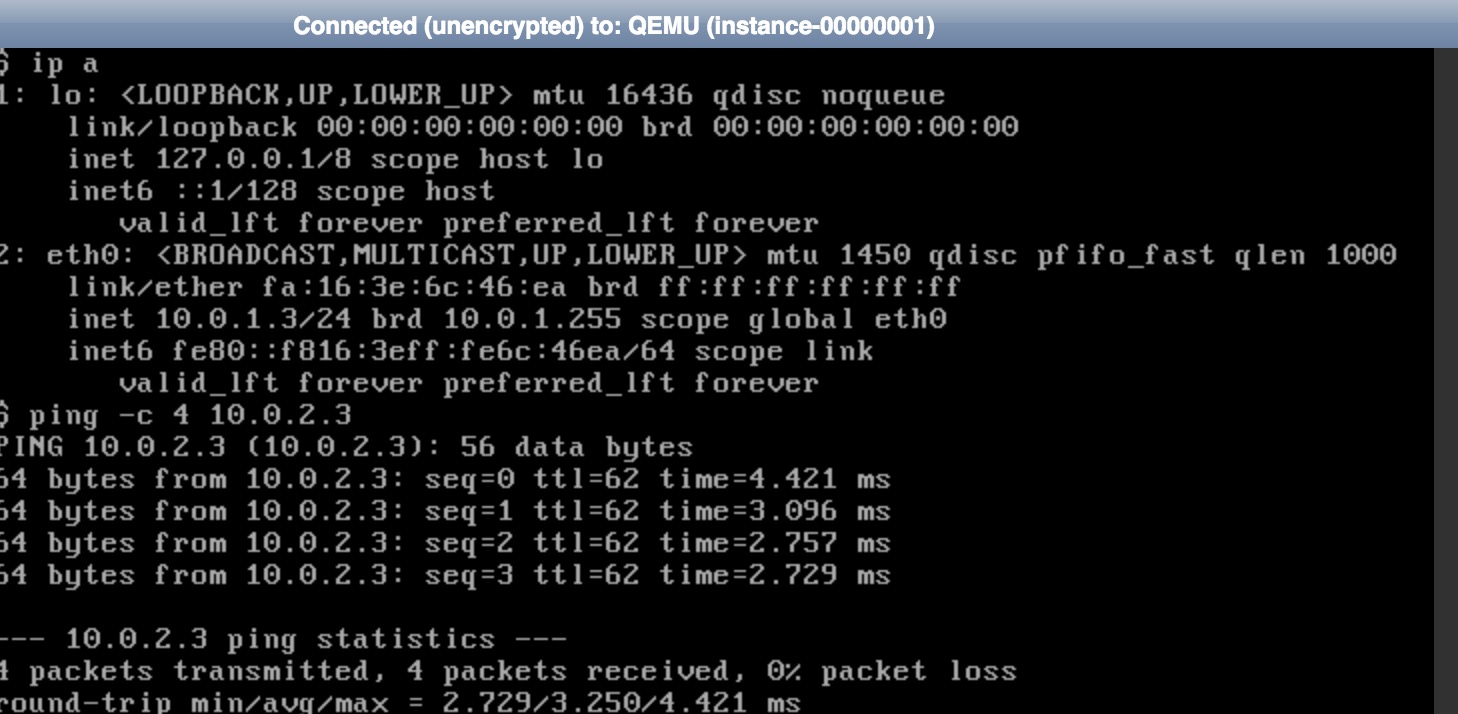 Connected (unencrypted) to: QEMU (instance-00000001)
$ ip a
1: lo: <LOOPBACK,UP,LOWER_UP> mtu 16436 qdisc noqueue
    link/loopback 00:00:00:00:00:00 brd 00:00:00:00:00:00
    inet 127.0.0.1/8 scope host lo
    inet6 ::1/128 scope host
       valid_lft forever preferred_lft forever
2: eth0: <BROADCAST,MULTICAST,UP,LOWER_UP> mtu 1450 qdisc pfifo_fast qlen 1000
    link/ether fa:16:3e:6c:46:ea brd ff:ff:ff:ff:ff:ff
    inet 10.0.1.3/24 brd 10.0.1.255 scope global eth0
    inet6 fe80::f816:3eff:fe6c:46ea/64 scope link
       valid_lft forever preferred_lft forever
$ ping -c 4 10.0.2.3
PING 10.0.2.3 (10.0.2.3): 56 data bytes
64 bytes from 10.0.2.3: seq=0 ttl=62 time=4.421 ms
64 bytes from 10.0.2.3: seq=1 ttl=62 time=3.096 ms
64 bytes from 10.0.2.3: seq=2 ttl=62 time=2.757 ms
64 bytes from 10.0.2.3: seq=3 ttl=62 time=2.729 ms
--- 10.0.2.3 ping statistics ---
4 packets transmitted, 4 packets received, 0% packet loss
round-trip min/avg/max = 2.729/3.250/4.421 ms